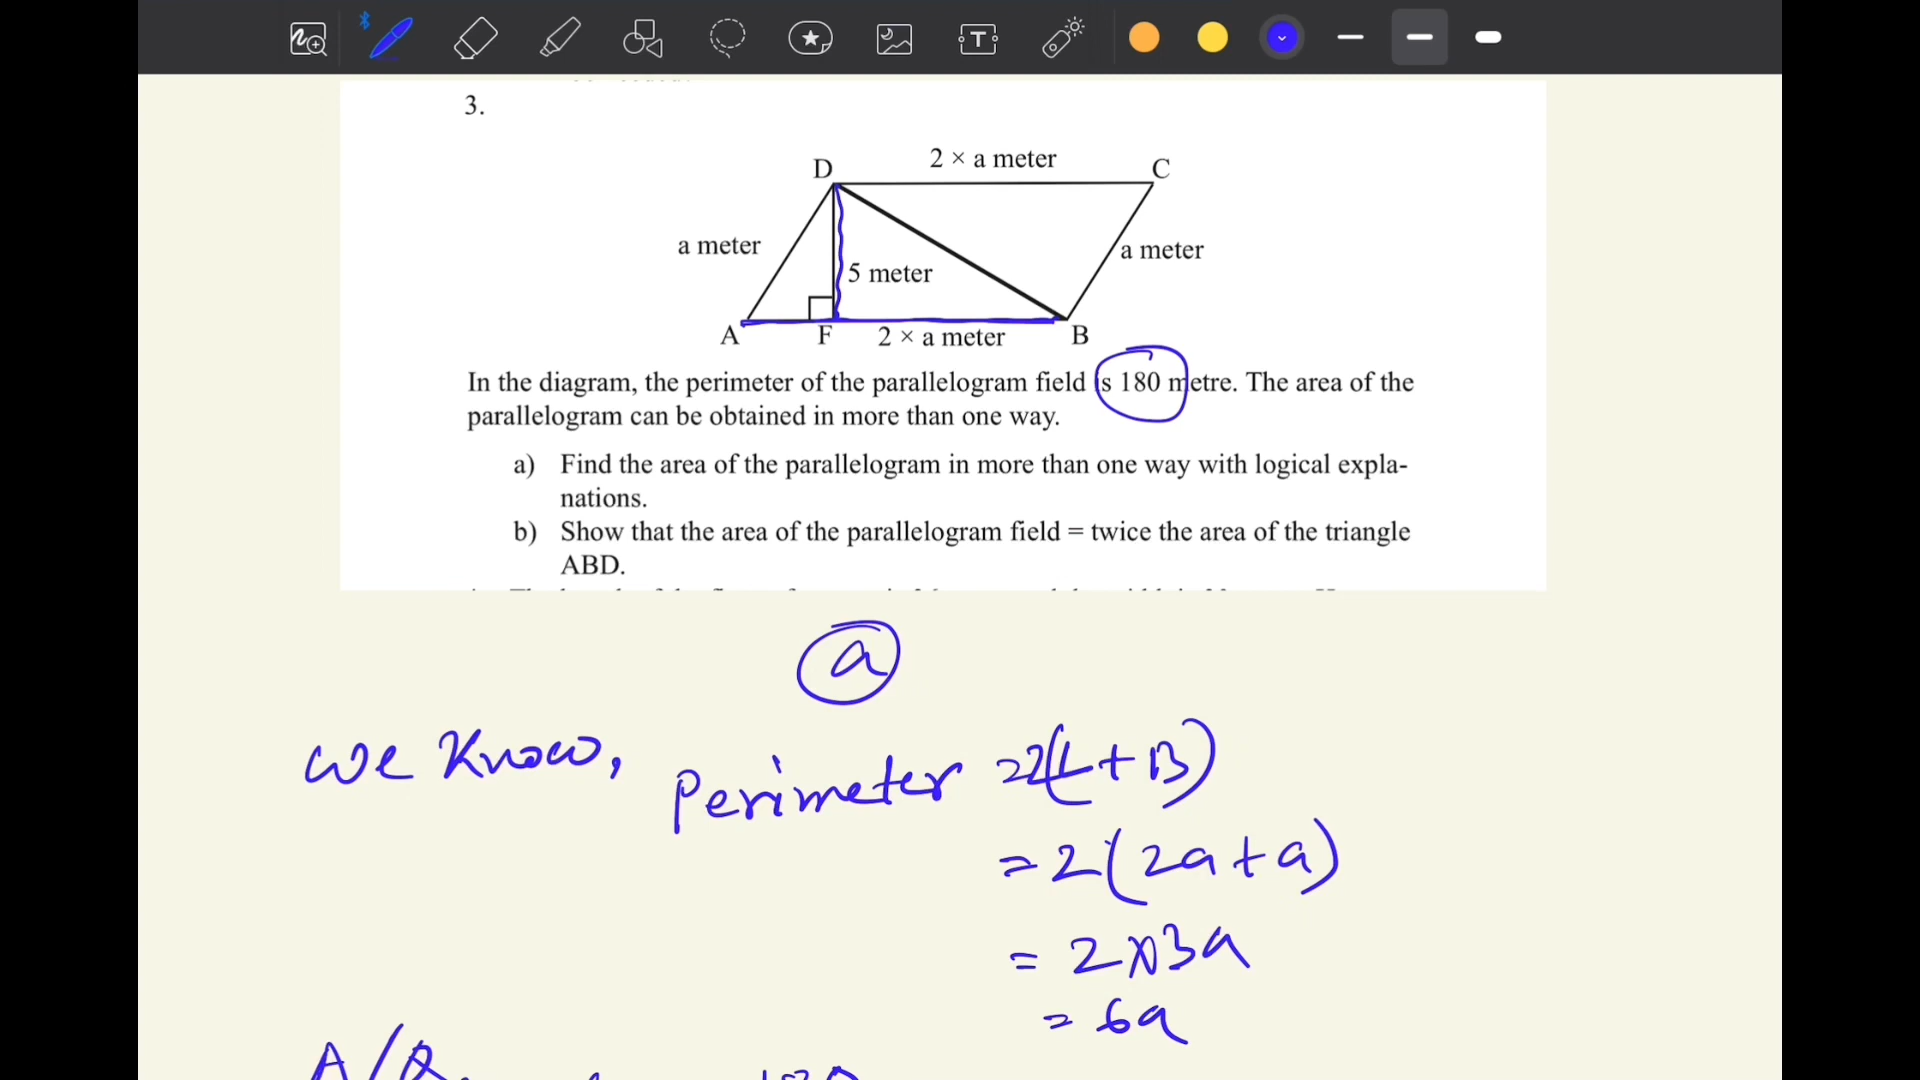 3.
D 2 × a meter C
a meter a meter
5 meter
A F 2 × a meter B
In the diagram, the perimeter of the parallelogram field is 180 metre. The area of the
parallelogram can be obtained in more than one way.
a) Find the area of the parallelogram in more than one way with logical expla-
nations.
b) Show that the area of the parallelogram field = twice the area of the triangle
ABD.
a
We Know, Perimeter = 2(L+B)
= 2(2a+a)
= 2×3a
= 6a